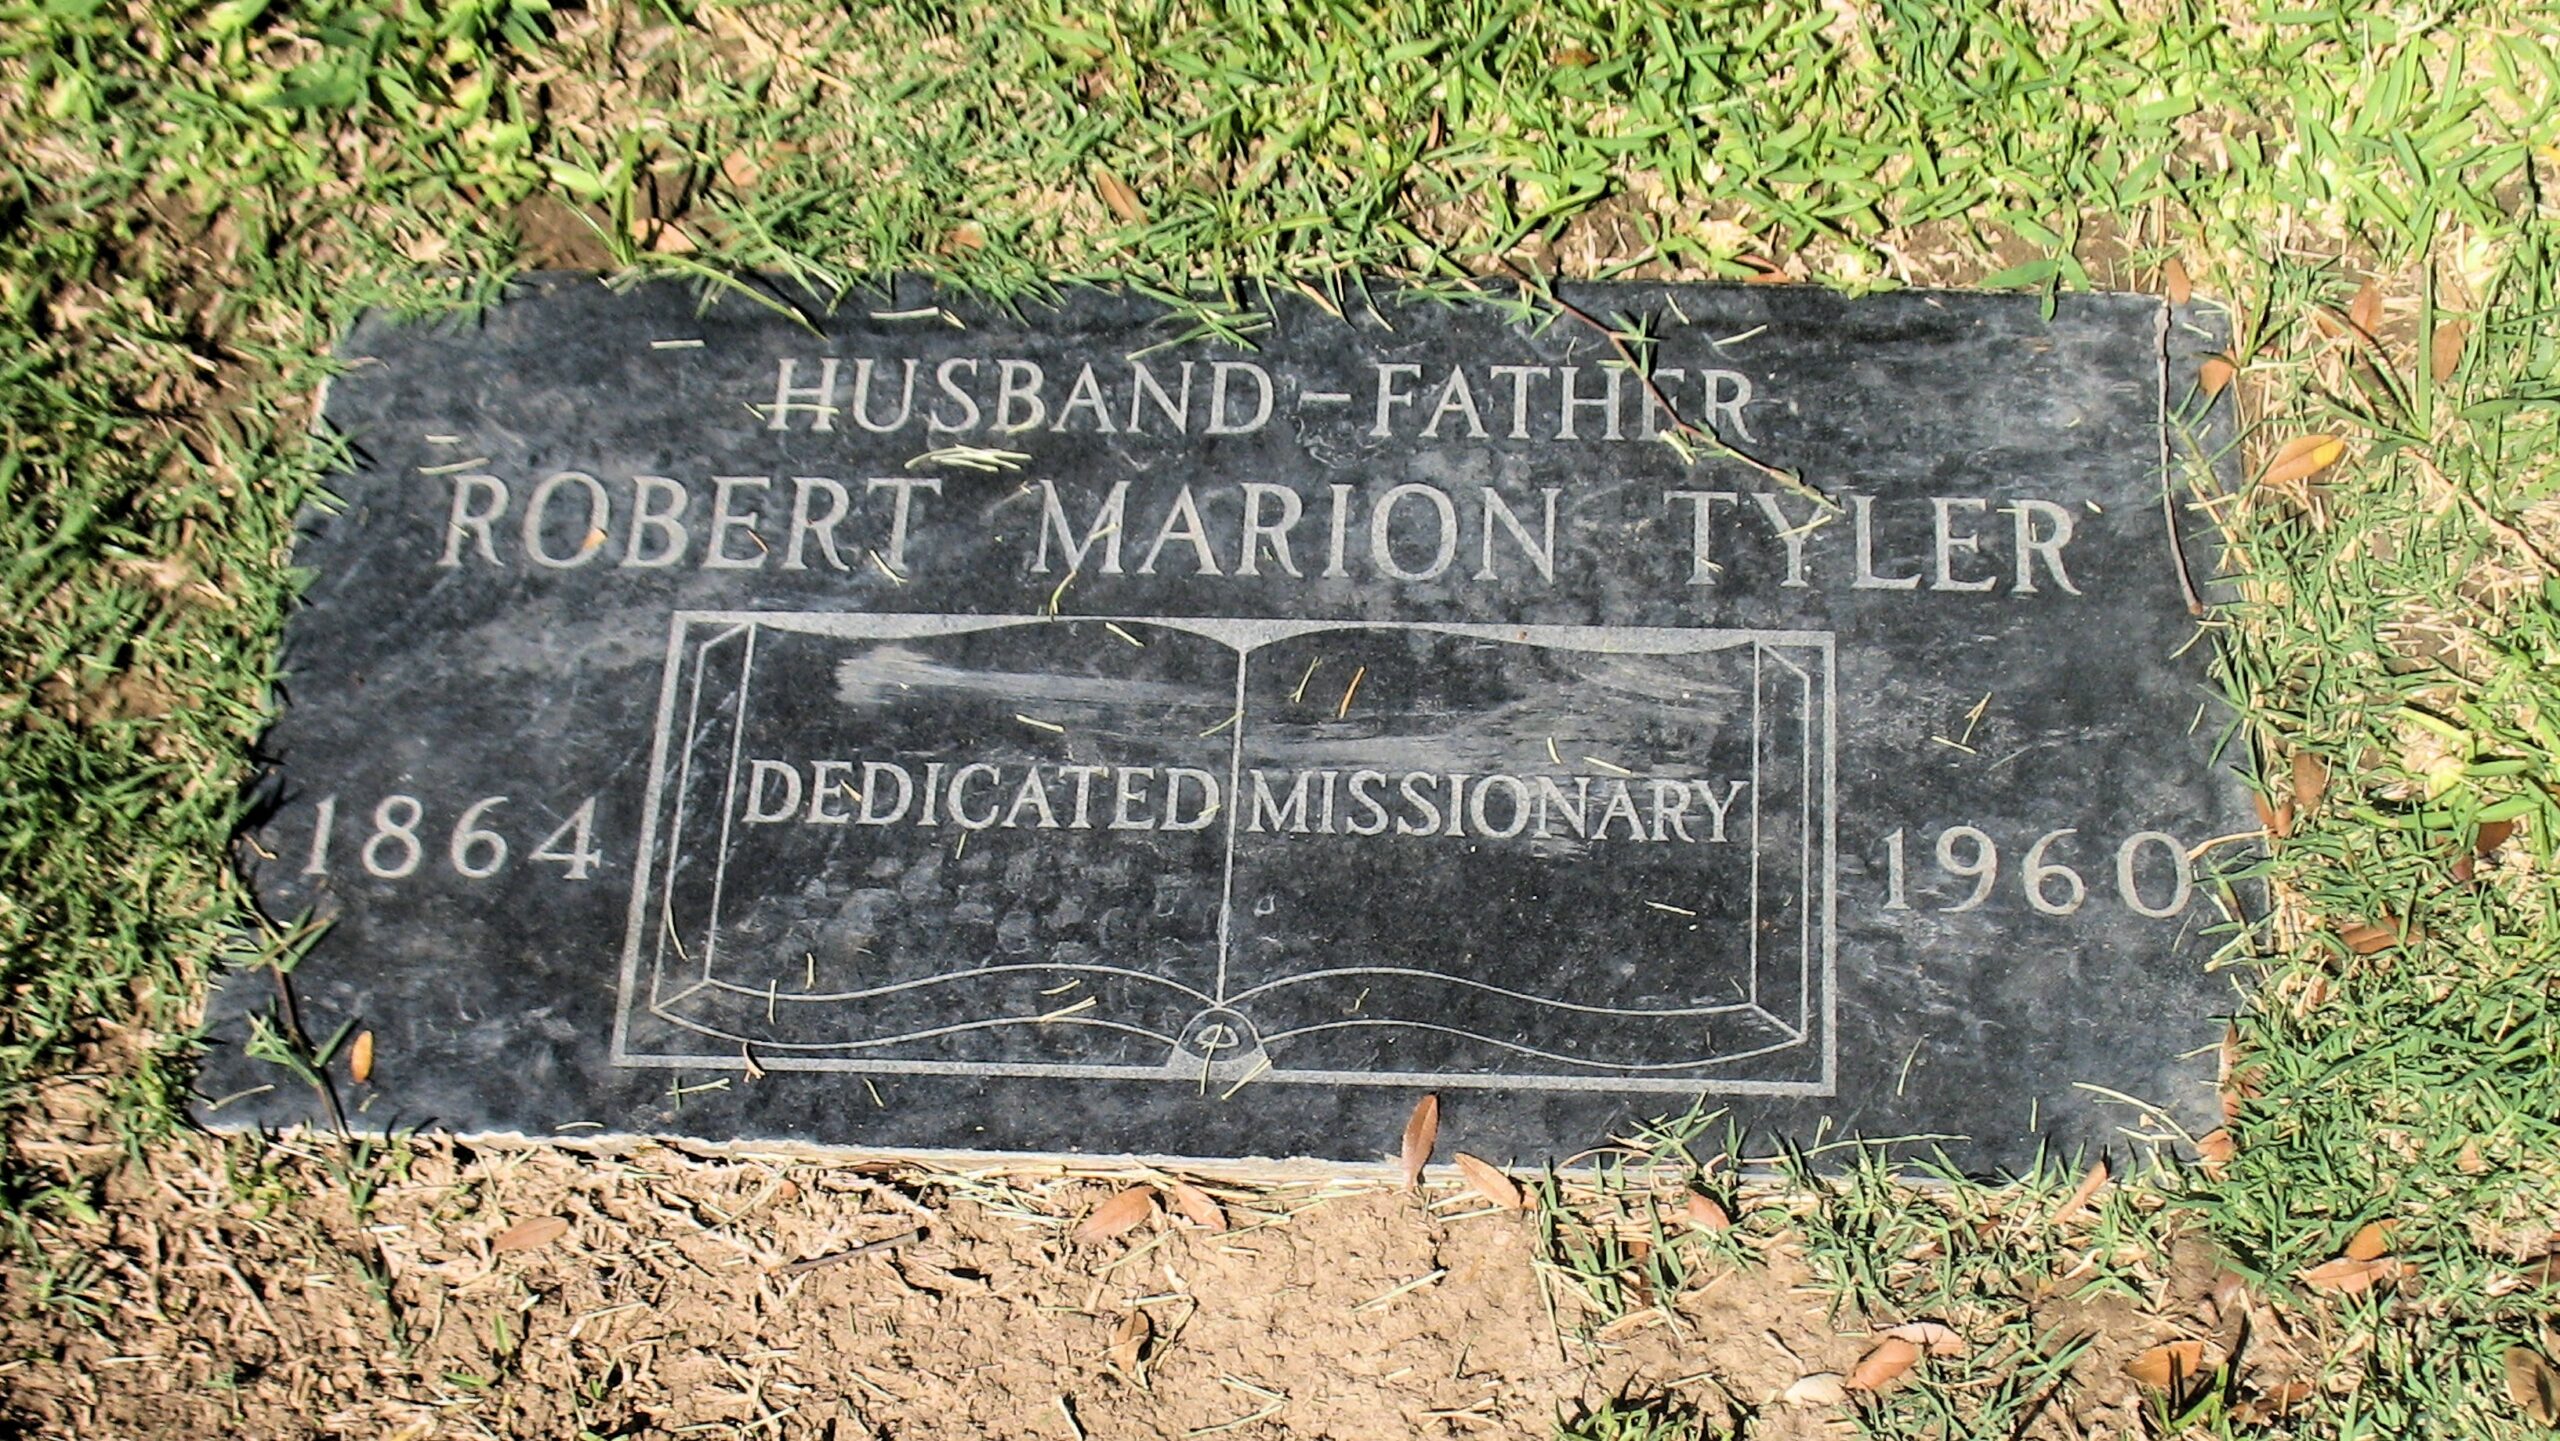 HUSBAND – FATHER
ROBERT MARION TYLER
DEDICATED MISSIONARY
1864 1960